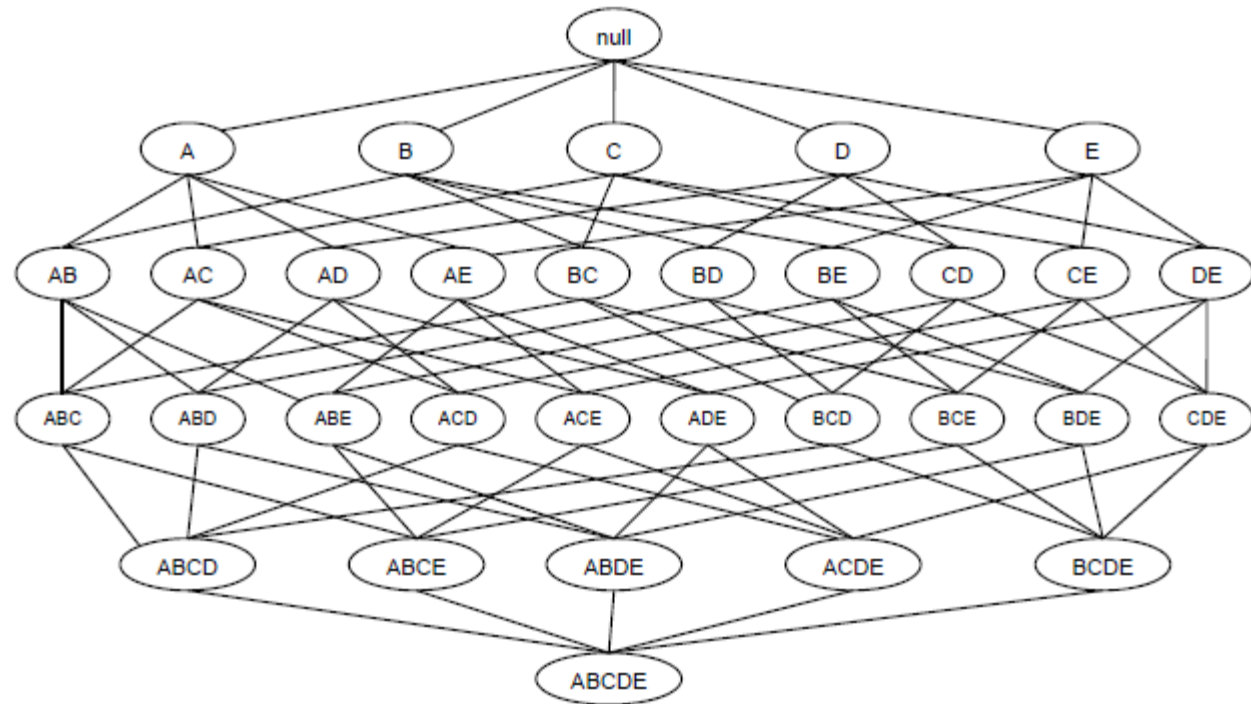 null
A B C D E
AB AC AD AE BC BD BE CD CE DE
ABC ABD ABE ACD ACE ADE BCD BCE BDE CDE
ABCD ABCE ABDE ACDE BCDE
ABCDE